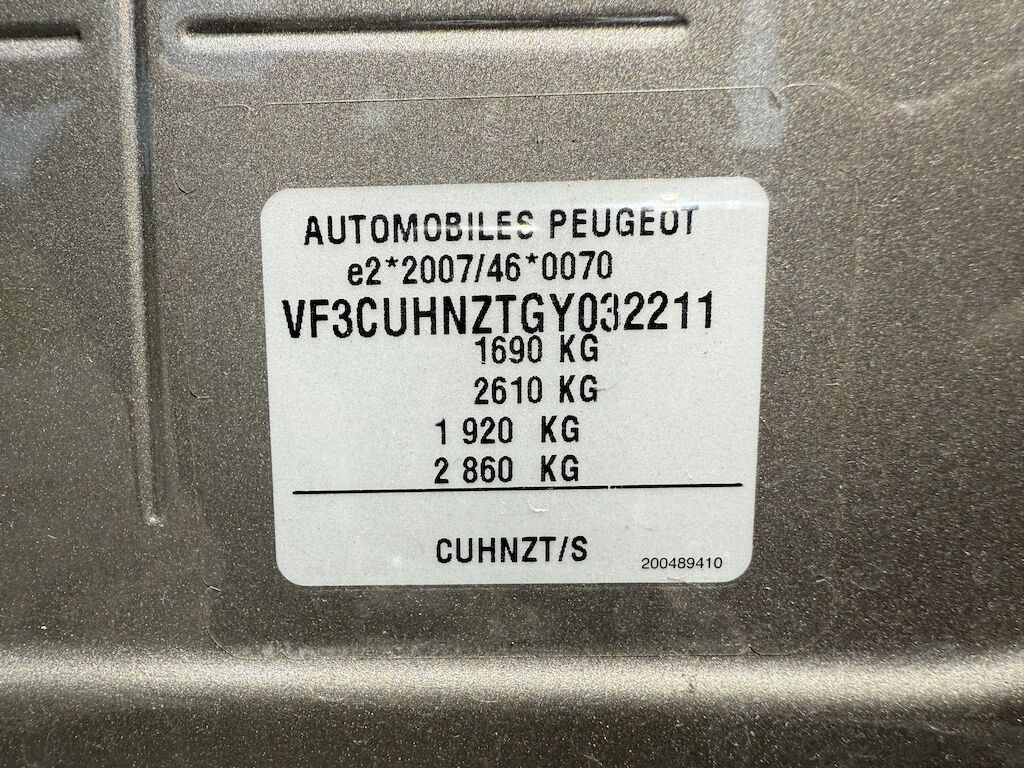 AUTOMOBILES PEUGEOT
e2*2007/46*0070
VF3CUHNZTGY032211
1690 KG
2610 KG
1 920 KG
2 860 KG
CUHNZT/S
200489410